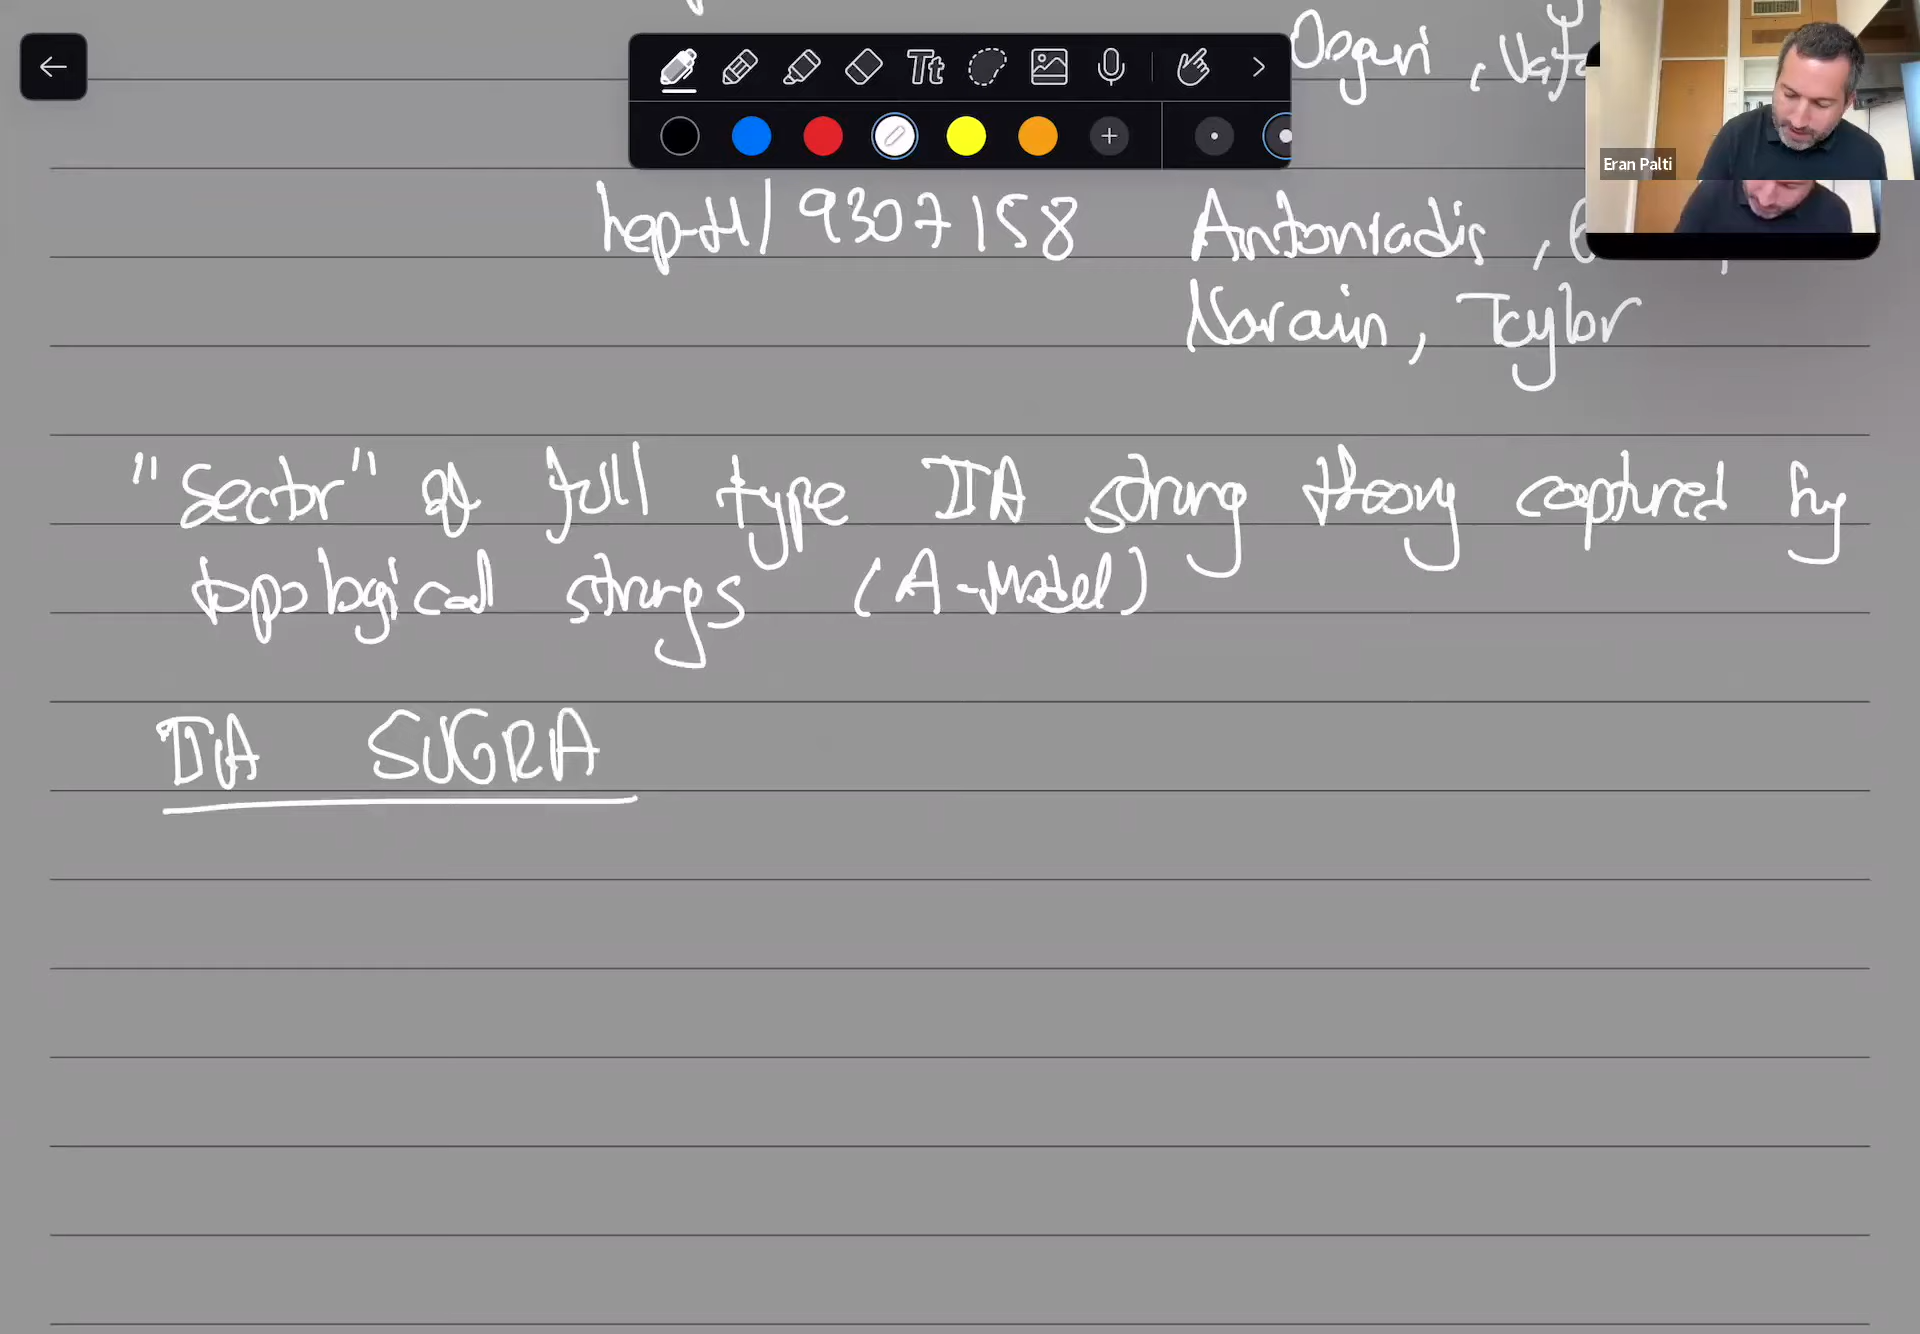 Ooguri, Vafa
Tt
Eran Palti
hep-th/9307158 Antoniadis,
Narain, Taylor
"Sector" of full type IIA string theory captured by
topological strings (A-Model)
IIA SUGRA